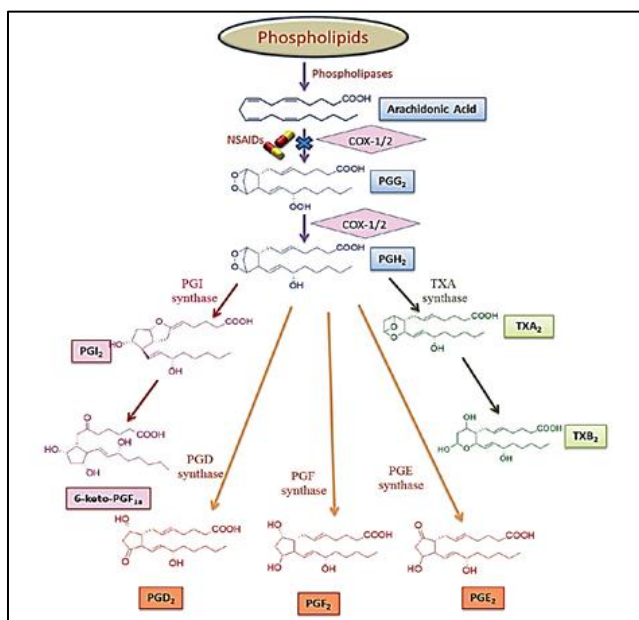 Phospholipids
Phospholipases
COOH
Arachidonic Acid
NSAIDs
COX-1/2
COOH
PGG₂
OOH
COX-1/2
COOH
PGH₂
OH
PGI
synthase
TXA
synthase
O
COOH
HO
OH
PGI₂
COOH
OH
TXA₂
O
COOH
OH
HO
OH
6-keto-PGF₁α
OH
COOH
HO
OH
TXB₂
PGD
synthase
PGF
synthase
PGE
synthase
HO
COOH
O
OH
PGD₂
HO
COOH
HO
OH
PGF₂
O
COOH
HO
OH
PGE₂